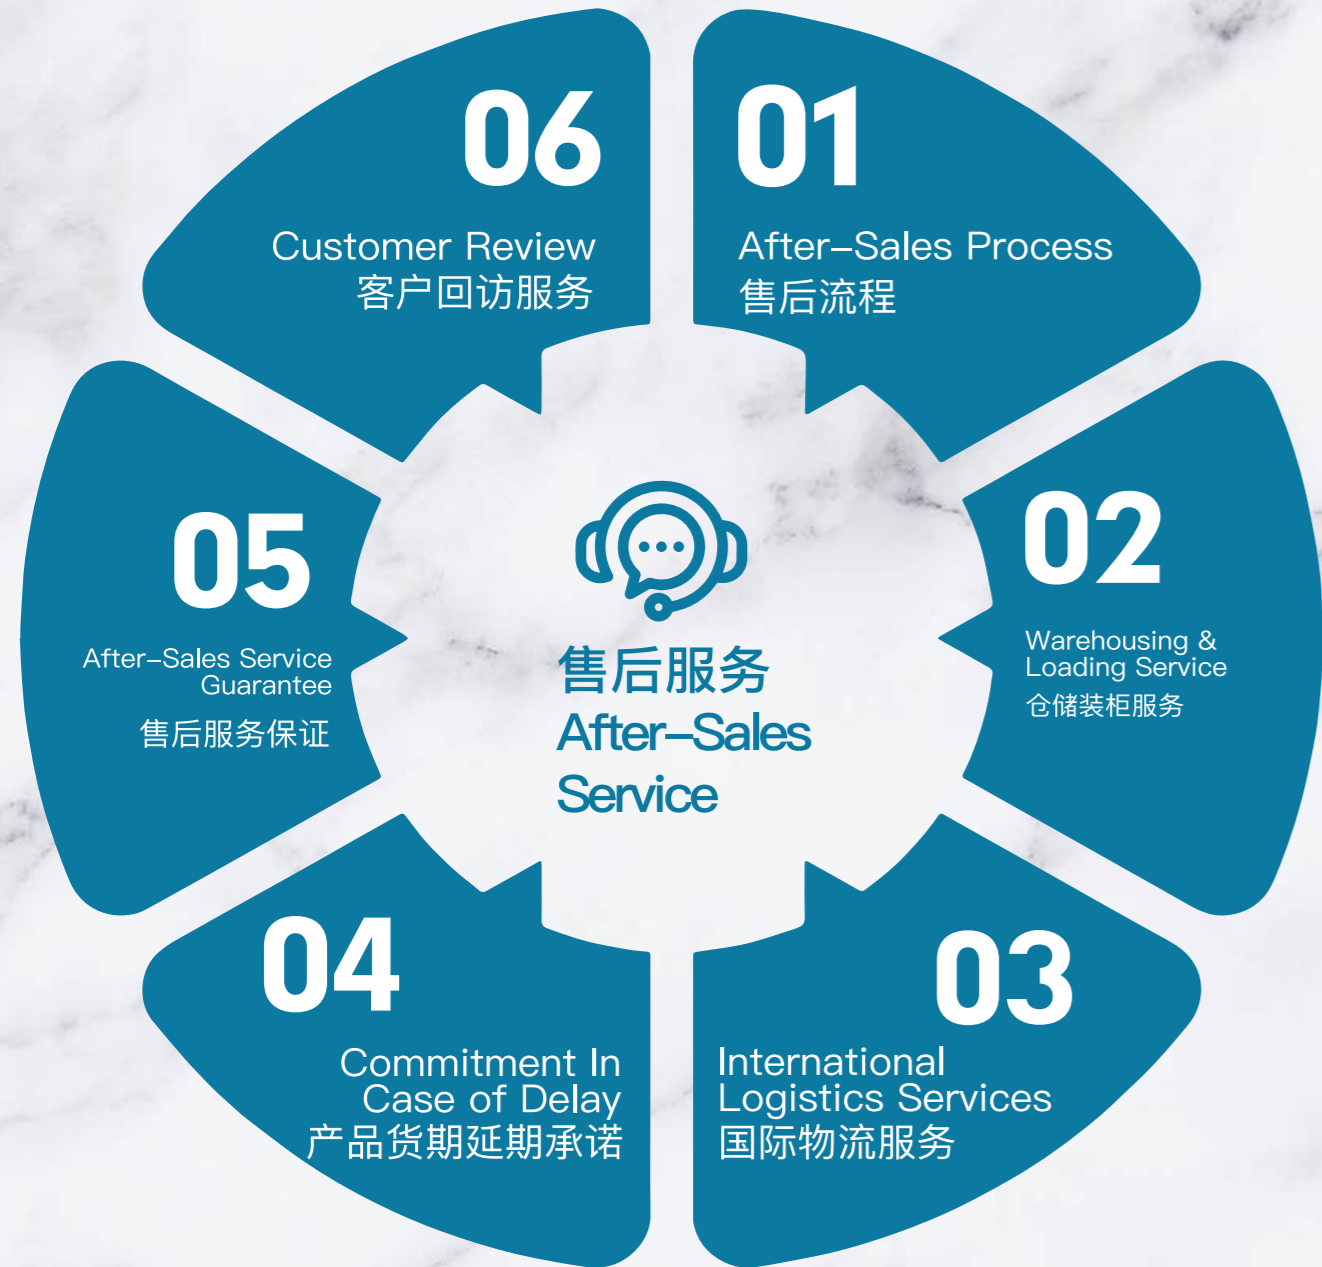 06
Customer Review
客户回访服务
01
After–Sales Process
售后流程
02
Warehousing &
Loading Service
仓储装柜服务
05
After–Sales Service
Guarantee
售后服务保证
售后服务
After–Sales
Service
04
Commitment In
Case of Delay
产品货期延期承诺
03
International
Logistics Services
国际物流服务